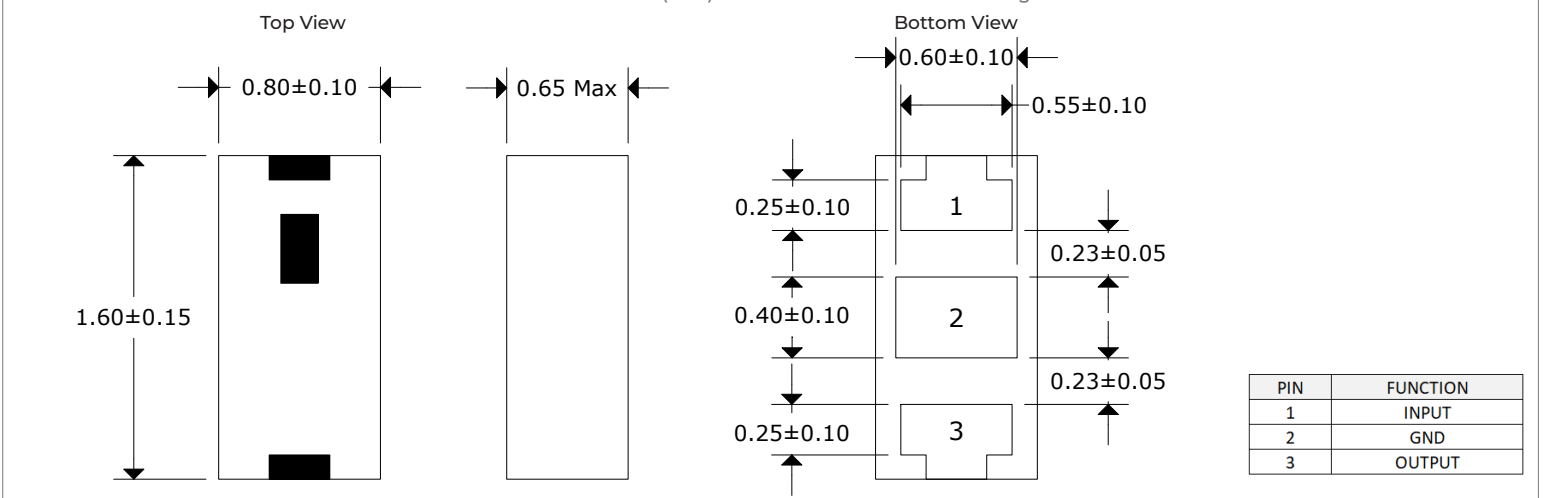 Top View
Bottom View
0.80±0.10
0.65 Max
0.60±0.10
0.55±0.10
1.60±0.15
0.25±0.10
1
0.23±0.05
0.40±0.10
2
0.23±0.05
0.25±0.10
3
PIN FUNCTION
1 INPUT
2 GND
3 OUTPUT